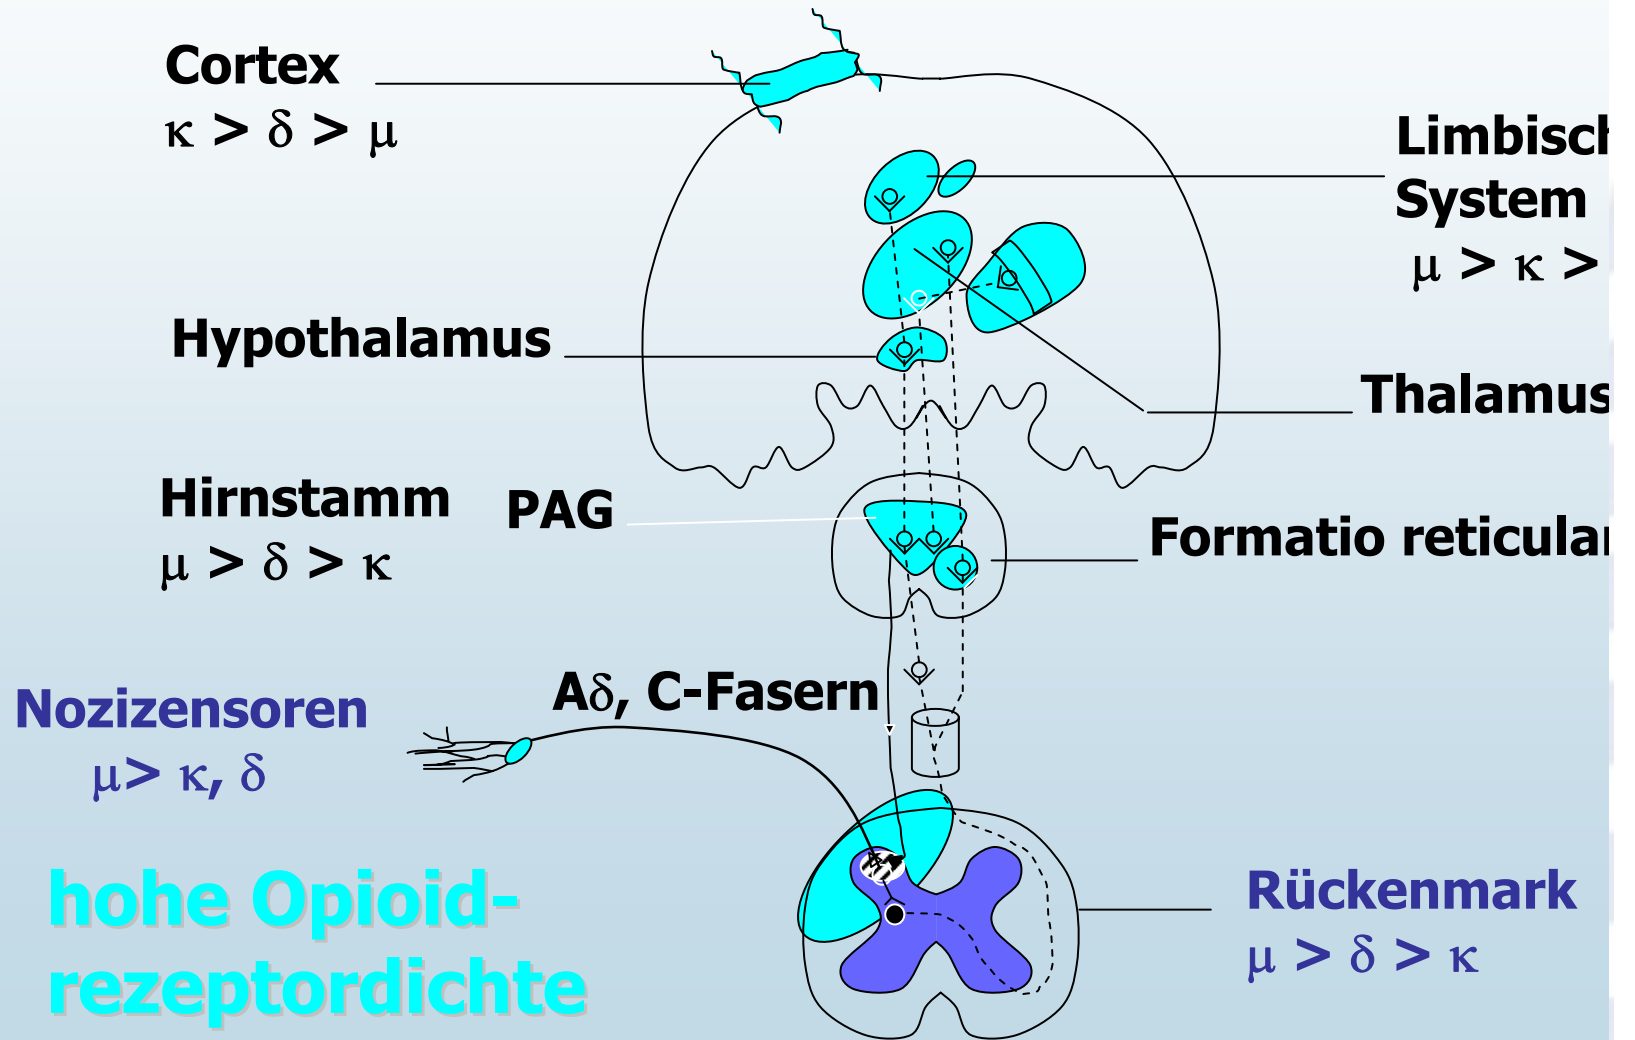 Cortex
κ > δ > μ
Limbisch
System
μ > κ >
Hypothalamus
Thalamus
Hirnstamm
μ > δ > κ
PAG
Formatio reticular
Aδ, C-Fasern
Nozizensoren
μ> κ, δ
hohe Opioid-
rezeptordichte
Rückenmark
μ > δ > κ